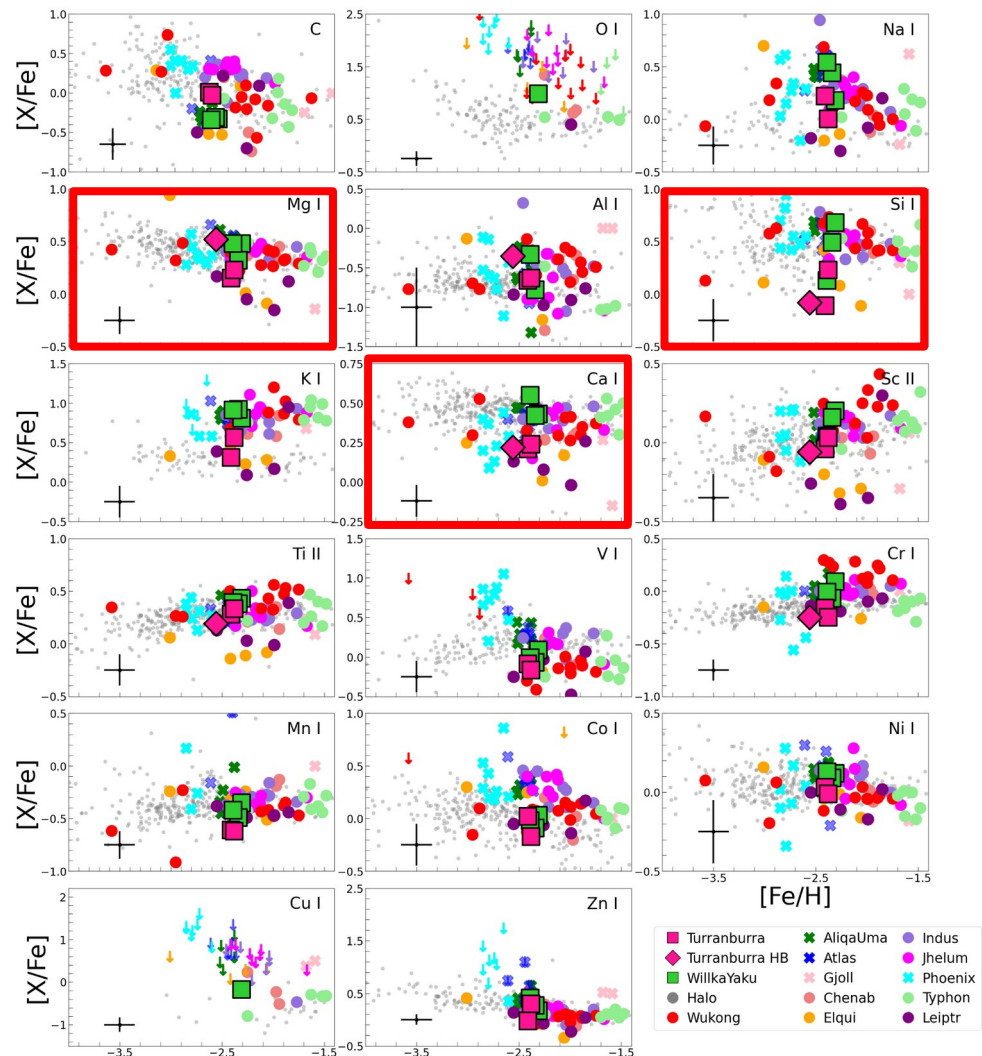 [X/Fe]
1.0
0.5
0.0
−0.5
−1.0
C
2.5
1.5
0.5
−0.5
O I
1.0
0.5
0.0
−0.5
Na I
[X/Fe]
1.0
0.5
0.0
−0.5
Mg I
0.0
−0.5
−1.0
−1.5
Al I
1.0
0.5
0.0
−0.5
Si I
[X/Fe]
1.5
1.0
0.5
0.0
−0.5
K I
0.75
0.50
0.25
0.00
−0.25
Ca I
0.5
0.0
−0.5
Sc II
[X/Fe]
1.0
0.5
0.0
−0.5
Ti II
1.5
1.0
0.5
0.0
−0.5
V I
0.5
0.0
−0.5
−1.0
Cr I
[X/Fe]
0.5
0.0
−0.5
−1.0
Mn I
1.0
0.5
0.0
−0.5
Co I
0.5
0.0
−0.5
Ni I
−3.5 −2.5 −1.5
[Fe/H]
[X/Fe]
2
1
0
−1
Cu I
−3.5 −2.5 −1.5
2.5
1.5
0.5
−0.5
Zn I
−3.5 −2.5 −1.5
Turranburra AliqaUma Indus
Turranburra HB Atlas Jhelum
WillkaYaku Gjoll Phoenix
Halo Chenab Typhon
Wukong Elqui Leiptr